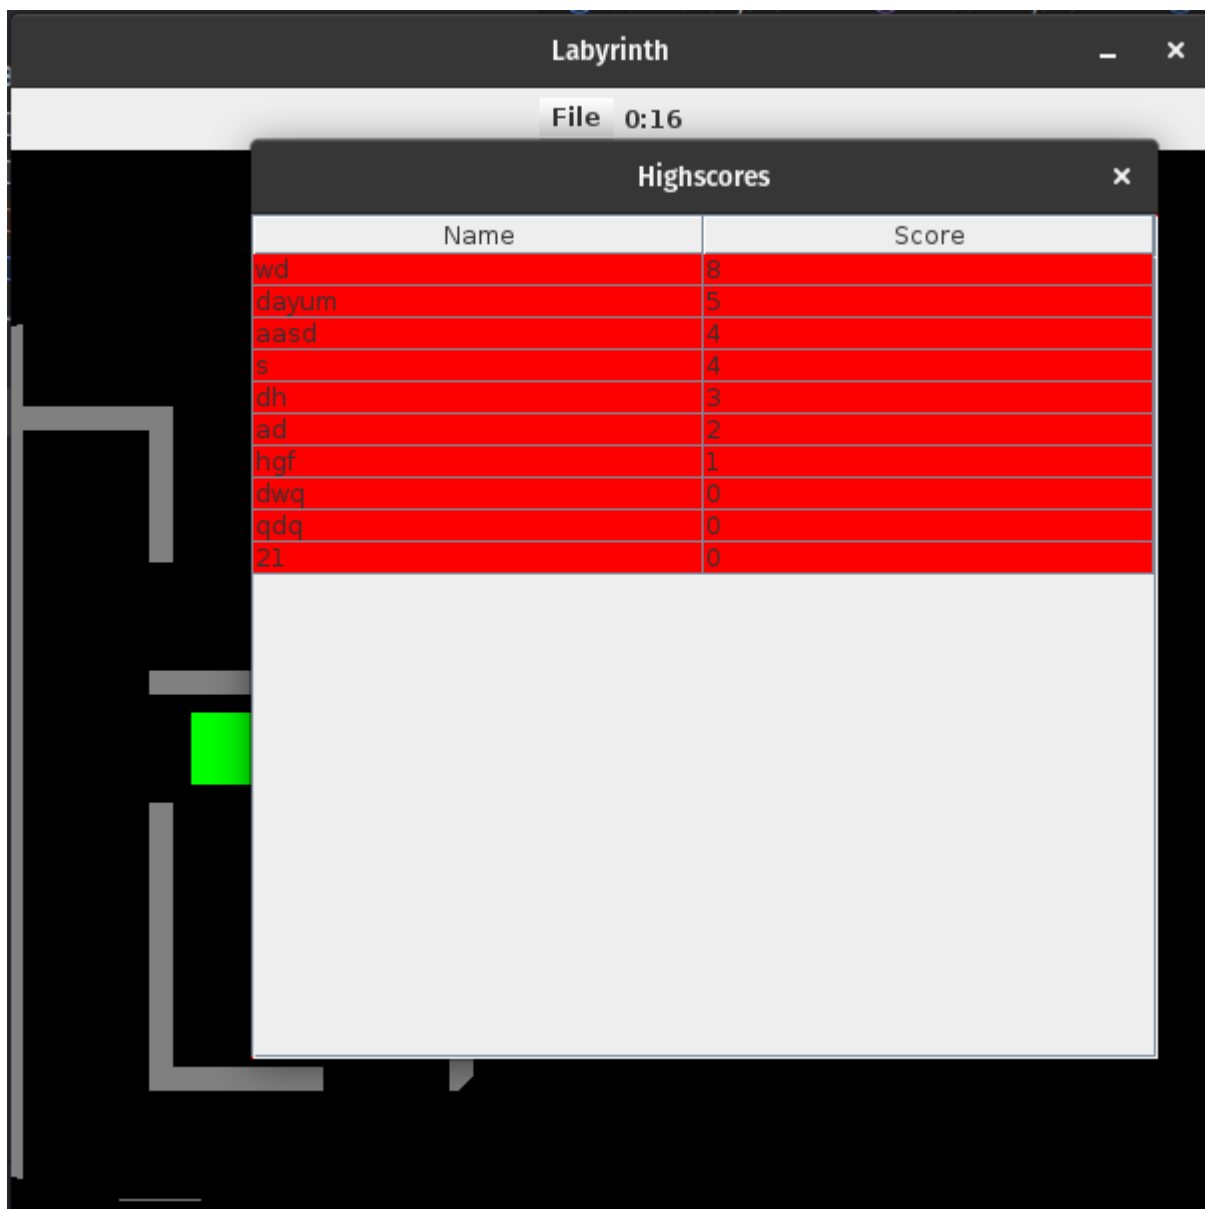 Labyrinth
File 0:16
Highscores
Name Score
wd 8
dayum 5
aasd 4
s 4
dh 3
ad 2
hgf 1
dwq 0
qdq 0
21 0